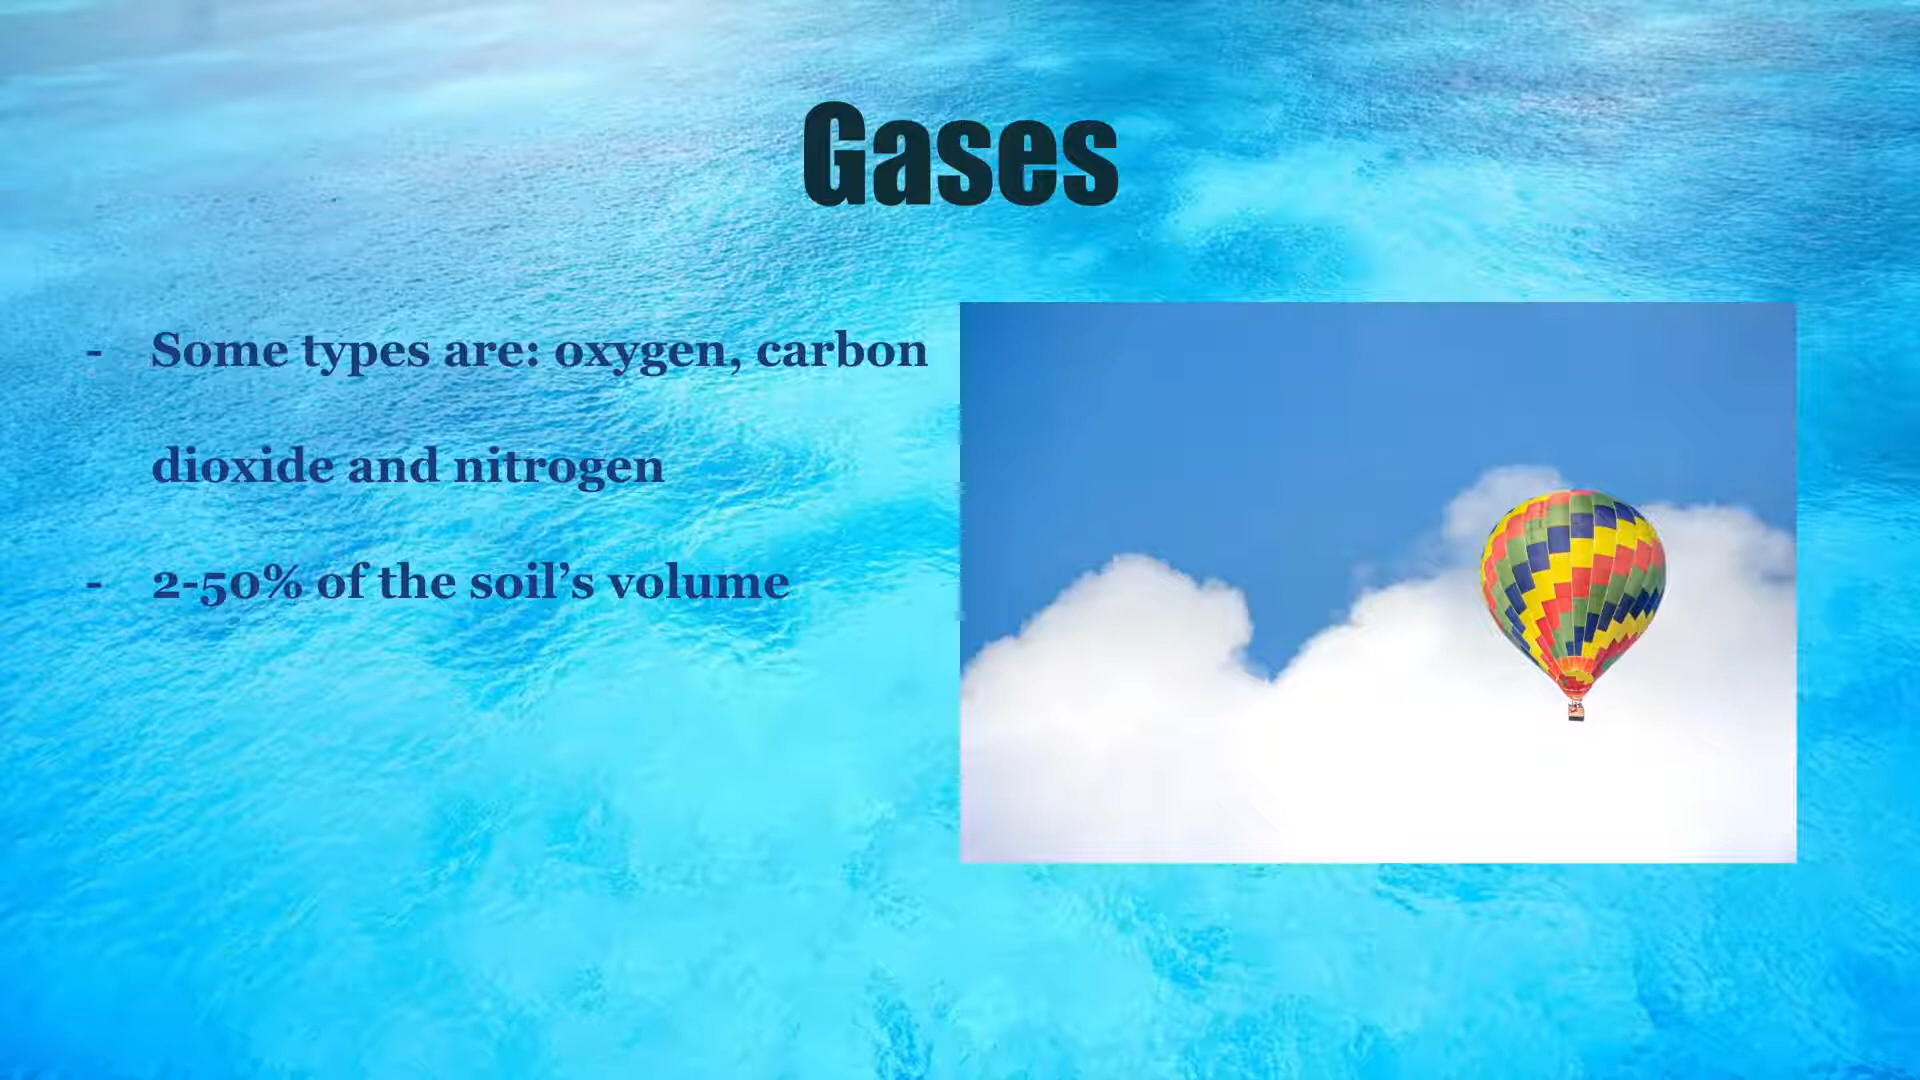 Gases
- Some types are: oxygen, carbon
dioxide and nitrogen
- 2-50% of the soil’s volume